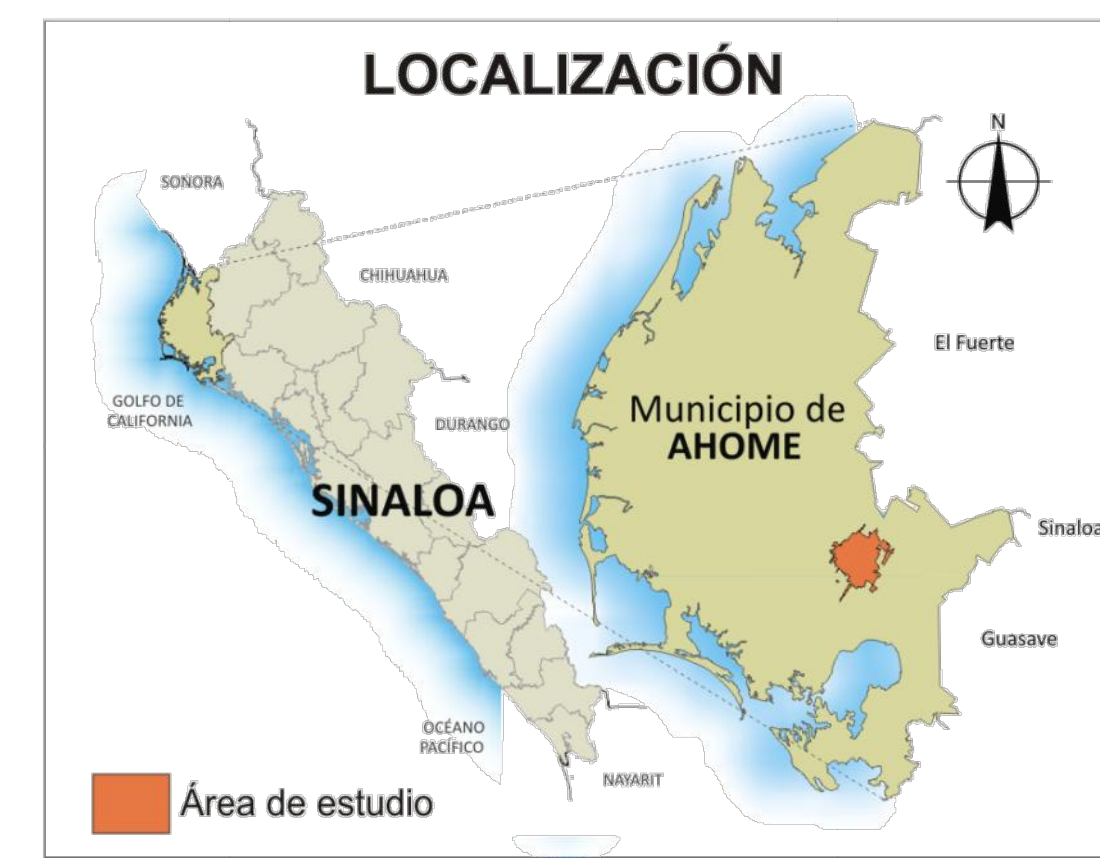 LOCALIZACIÓN
N
SONORA
CHIHUAHUA
El Fuerte
GOLFO DE
CALIFORNIA
DURANGO
Municipio de
AHOME
SINALOA
Sinaloa
Guasave
OCÉANO
PACÍFICO
NAYARIT
Área de estudio